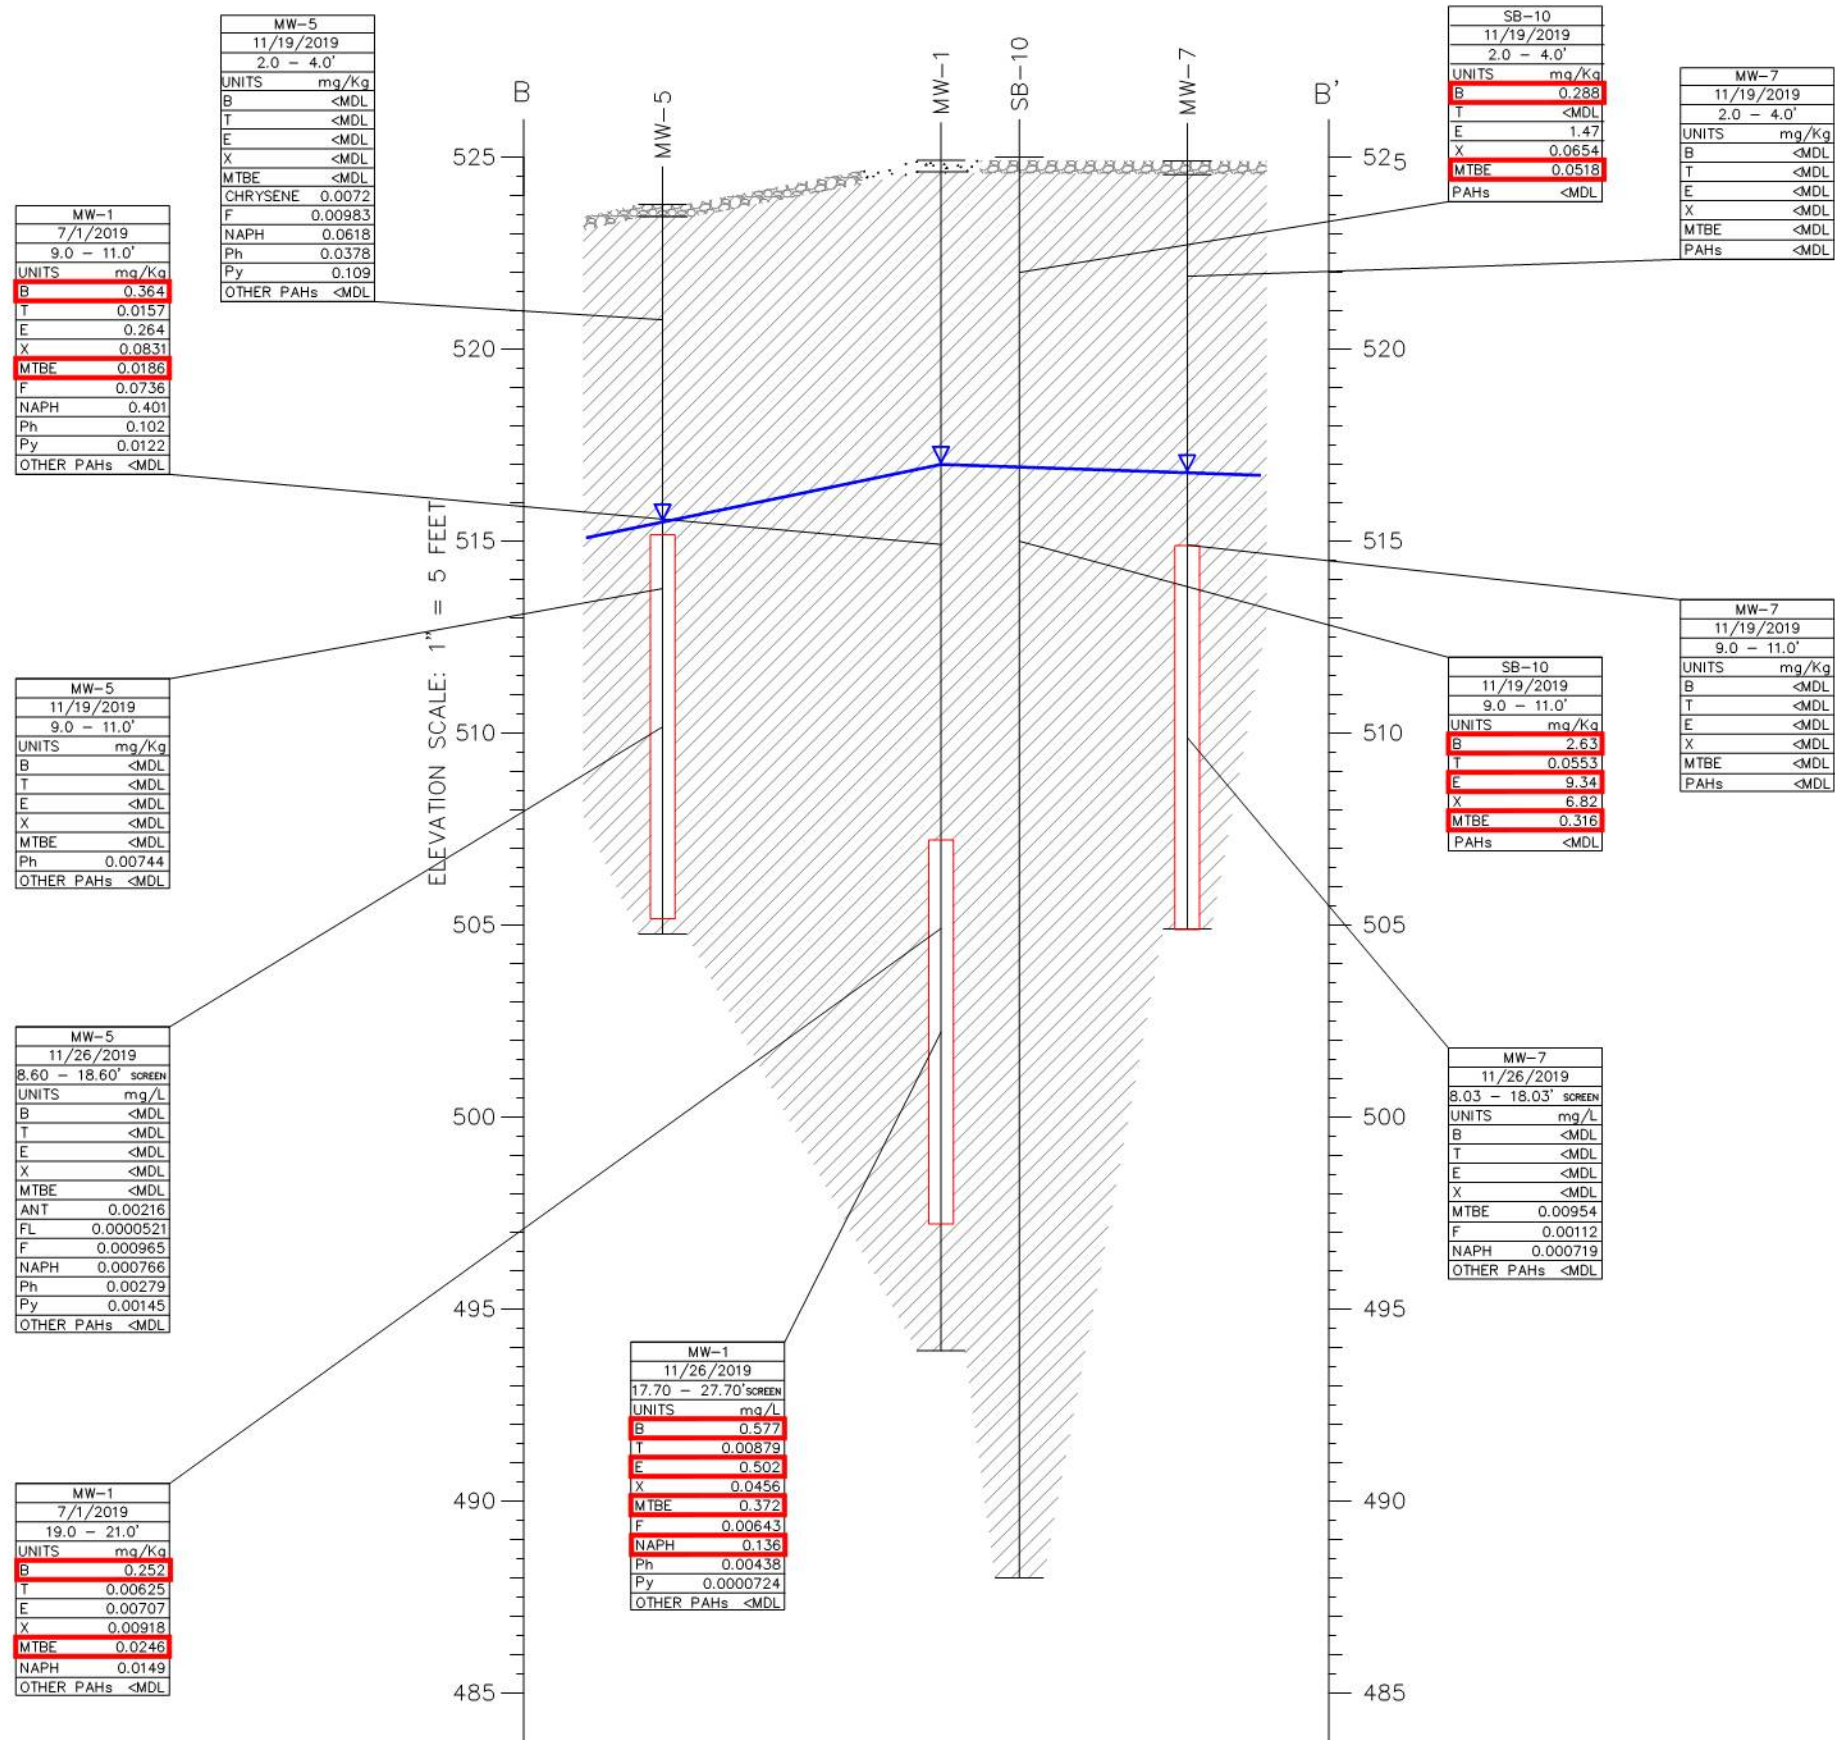 MW-5
11/19/2019
2.0 - 4.0'
UNITS mg/Kg
B <MDL
T <MDL
E <MDL
X <MDL
MTBE <MDL
CHRYSENE 0.0072
F 0.00983
NAPH 0.0618
Ph 0.0378
Py 0.109
OTHER PAHs <MDL
MW-1
7/1/2019
9.0 - 11.0'
UNITS mg/Kg
B 0.364
T 0.0157
E 0.264
X 0.0831
MTBE 0.0186
F 0.0736
NAPH 0.401
Ph 0.102
Py 0.0122
OTHER PAHs <MDL
MW-5
11/19/2019
9.0 - 11.0'
UNITS mg/Kg
B <MDL
T <MDL
E <MDL
X <MDL
MTBE <MDL
Ph 0.00744
OTHER PAHs <MDL
MW-5
11/26/2019
8.60 - 18.60' SCREEN
UNITS mg/L
B <MDL
T <MDL
E <MDL
X <MDL
MTBE <MDL
ANT 0.00216
FL 0.0000521
F 0.000965
NAPH 0.000766
Ph 0.00279
Py 0.00145
OTHER PAHs <MDL
MW-1
7/1/2019
19.0 - 21.0'
UNITS mg/Kg
B 0.252
T 0.00625
E 0.00707
X 0.00918
MTBE 0.0246
NAPH 0.0149
OTHER PAHs <MDL
B
525
520
515
510
505
500
495
490
485
ELEVATION SCALE: 1" = 5 FEET
MW-5
MW-1
SB-10
MW-7
MW-1
11/26/2019
17.70 - 27.70' SCREEN
UNITS mg/L
B 0.577
T 0.00879
E 0.502
X 0.0456
MTBE 0.372
F 0.00643
NAPH 0.136
Ph 0.00438
Py 0.0000724
OTHER PAHs <MDL
B'
525
520
515
510
505
500
495
490
485
SB-10
11/19/2019
2.0 - 4.0'
UNITS mg/Kg
B 0.288
T <MDL
E 1.47
X 0.0654
MTBE 0.0518
PAHs <MDL
MW-7
11/19/2019
2.0 - 4.0'
UNITS mg/Kg
B <MDL
T <MDL
E <MDL
X <MDL
MTBE <MDL
PAHs <MDL
MW-7
11/19/2019
9.0 - 11.0'
UNITS mg/Kg
B <MDL
T <MDL
E <MDL
X <MDL
MTBE <MDL
PAHs <MDL
SB-10
11/19/2019
9.0 - 11.0'
UNITS mg/Kg
B 2.63
T 0.0553
E 9.34
X 6.82
MTBE 0.316
PAHs <MDL
MW-7
11/26/2019
8.03 - 18.03' SCREEN
UNITS mg/L
B <MDL
T <MDL
E <MDL
X <MDL
MTBE 0.00954
F 0.00112
NAPH 0.000719
OTHER PAHs <MDL